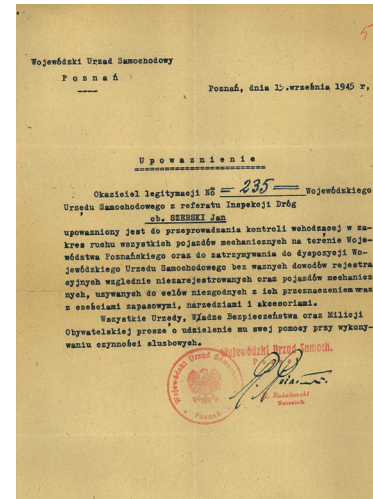 5
Wojewódzki Urząd Samochodowy
Poznań
Poznań, dnia 15.września 1945 r,
Upoważnienie
Okaziciel legitymacji No = 235 = Wojewódzkiego
Urzędu Samochodowego z referatu Inspekcji Dróg
ob. SZERSKI Jan
upoważniony jest do przeprowadzania kontroli wchodzącej w za-
kres ruchu wszystkich pojazdów mechanicznych na terenie Woje-
wództwa Poznańskiego oraz do zatrzymywania do dyspozycji Wo-
jewódzkiego Urzędu Samochodowego bez ważnych dowodów rejestra
cyjnych względnie niezarejestrowanych oraz pojazdów mechanicz
nych, używanych do celów niezgodnych z ich przeznaczeniem wraz
z częściami zapasowymi, narzędziami i akcesoriami.
Wszystkie Urzędy, Władze Bezpieczeństwa oraz Milicji
Obywatelskiej proszę o udzielenie mu swej pomocy przy wykony-
waniu czynności służbowych.
Wojewódzki Urząd Samoch.
Wojewódzki Urząd
Poznań
Kierownik